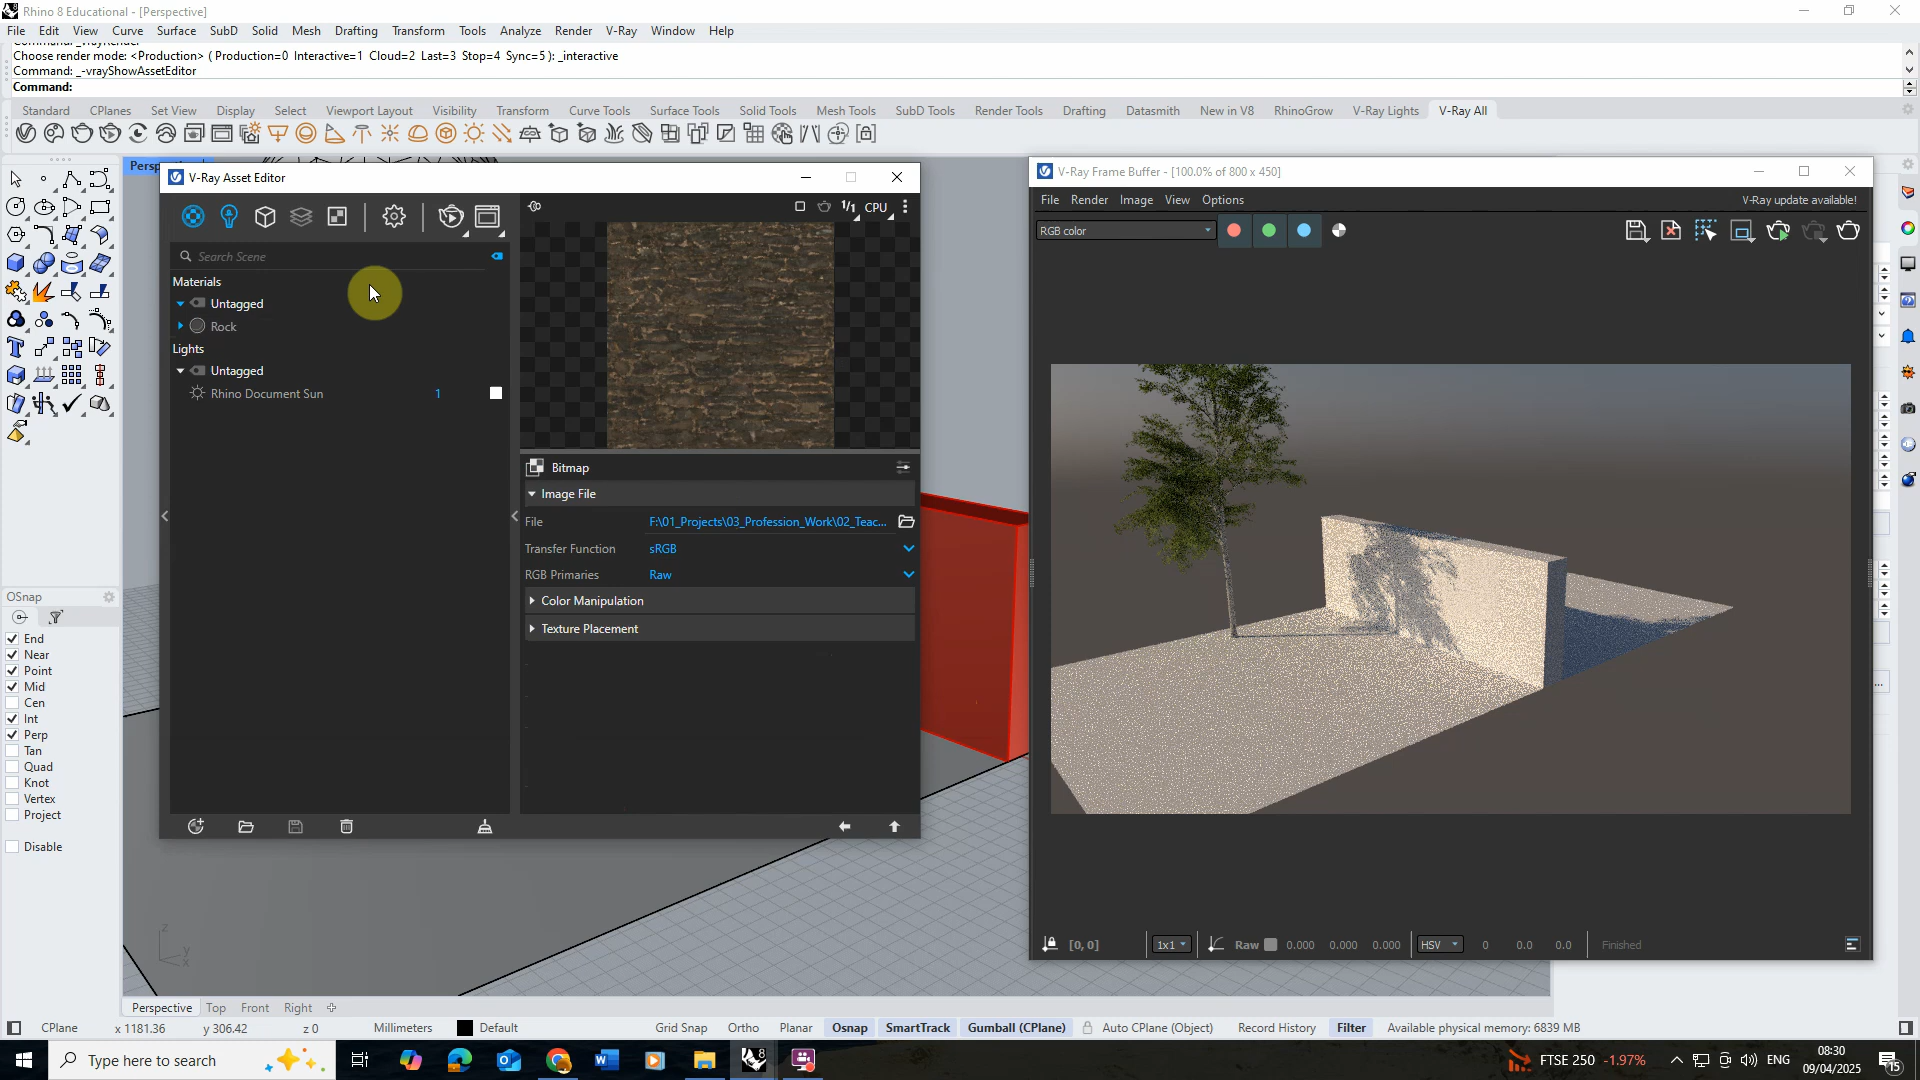 Rhino 8 Educational - [Perspective]
File Edit View Curve Surface SubD Solid Mesh Drafting Transform Tools Analyze Render V-Ray Window Help
Choose render mode: <Production> ( Production=0 Interactive=1 Cloud=2 Last=3 Stop=4 Sync=5 ): _interactive
Command: _-vrayShowAssetEditor
Command:
Standard CPlanes Set View Display Select Viewport Layout Visibility Transform Curve Tools Surface Tools Solid Tools Mesh Tools SubD Tools Render Tools Drafting Datasmith New in V8 RhinoGrow V-Ray Lights V-Ray All
V-Ray Asset Editor
Search Scene
Materials
Untagged
Rock
Lights
Untagged
Rhino Document Sun 1
1/1 CPU
Bitmap
Image File
File F:\01_Projects\03_Profession_Work\02_Teac...
Transfer Function sRGB
RGB Primaries Raw
Color Manipulation
Texture Placement
V-Ray Frame Buffer - [100.0% of 800 x 450]
File Render Image View Options V-Ray update available!
RGB color
[0, 0] 1x1 Raw 0.000 0.000 0.000 HSV 0 0.0 0.0 Finished
OSnap
End
Near
Point
Mid
Cen
Int
Perp
Tan
Quad
Knot
Vertex
Project
Disable
z
y
x
Perspective Top Front Right
CPlane x 1181.36 y 306.42 z 0 Millimeters Default Grid Snap Ortho Planar Osnap SmartTrack Gumball (CPlane) Auto CPlane (Object) Record History Filter Available physical memory: 6839 MB
Type here to search
FTSE 250 -1.97% ENG
08:30
09/04/2025
15